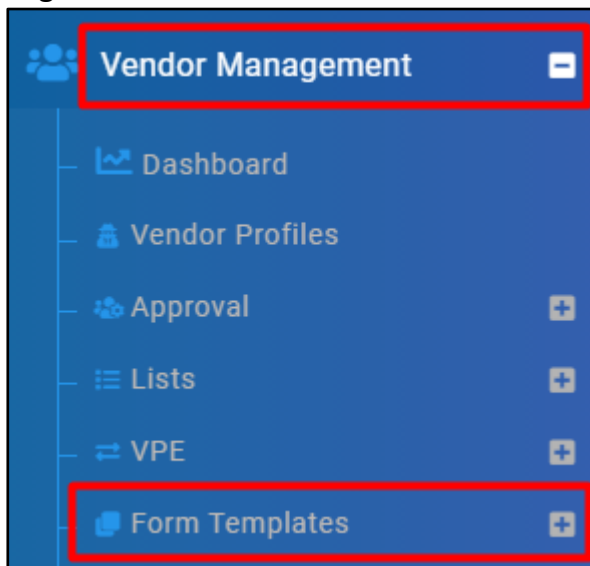 Vendor Management
Dashboard
Vendor Profiles
Approval
Lists
VPE
Form Templates